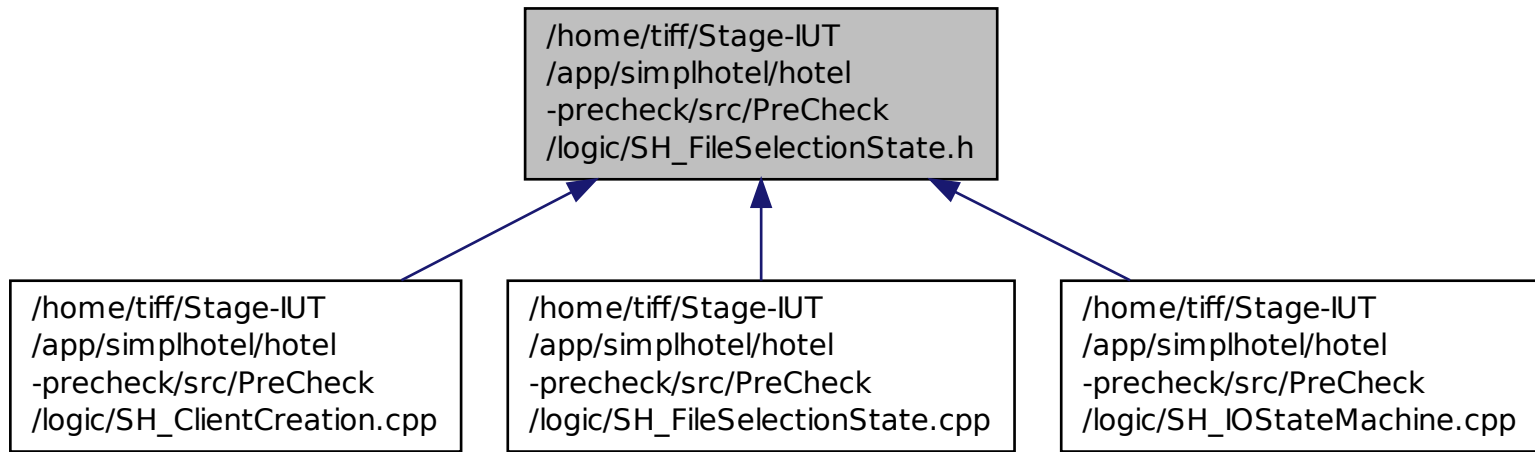 /home/tiff/Stage-IUT
/app/simplhotel/hotel
-precheck/src/PreCheck
/logic/SH_FileSelectionState.h
/home/tiff/Stage-IUT
/app/simplhotel/hotel
-precheck/src/PreCheck
/logic/SH_ClientCreation.cpp
/home/tiff/Stage-IUT
/app/simplhotel/hotel
-precheck/src/PreCheck
/logic/SH_FileSelectionState.cpp
/home/tiff/Stage-IUT
/app/simplhotel/hotel
-precheck/src/PreCheck
/logic/SH_IOStateMachine.cpp